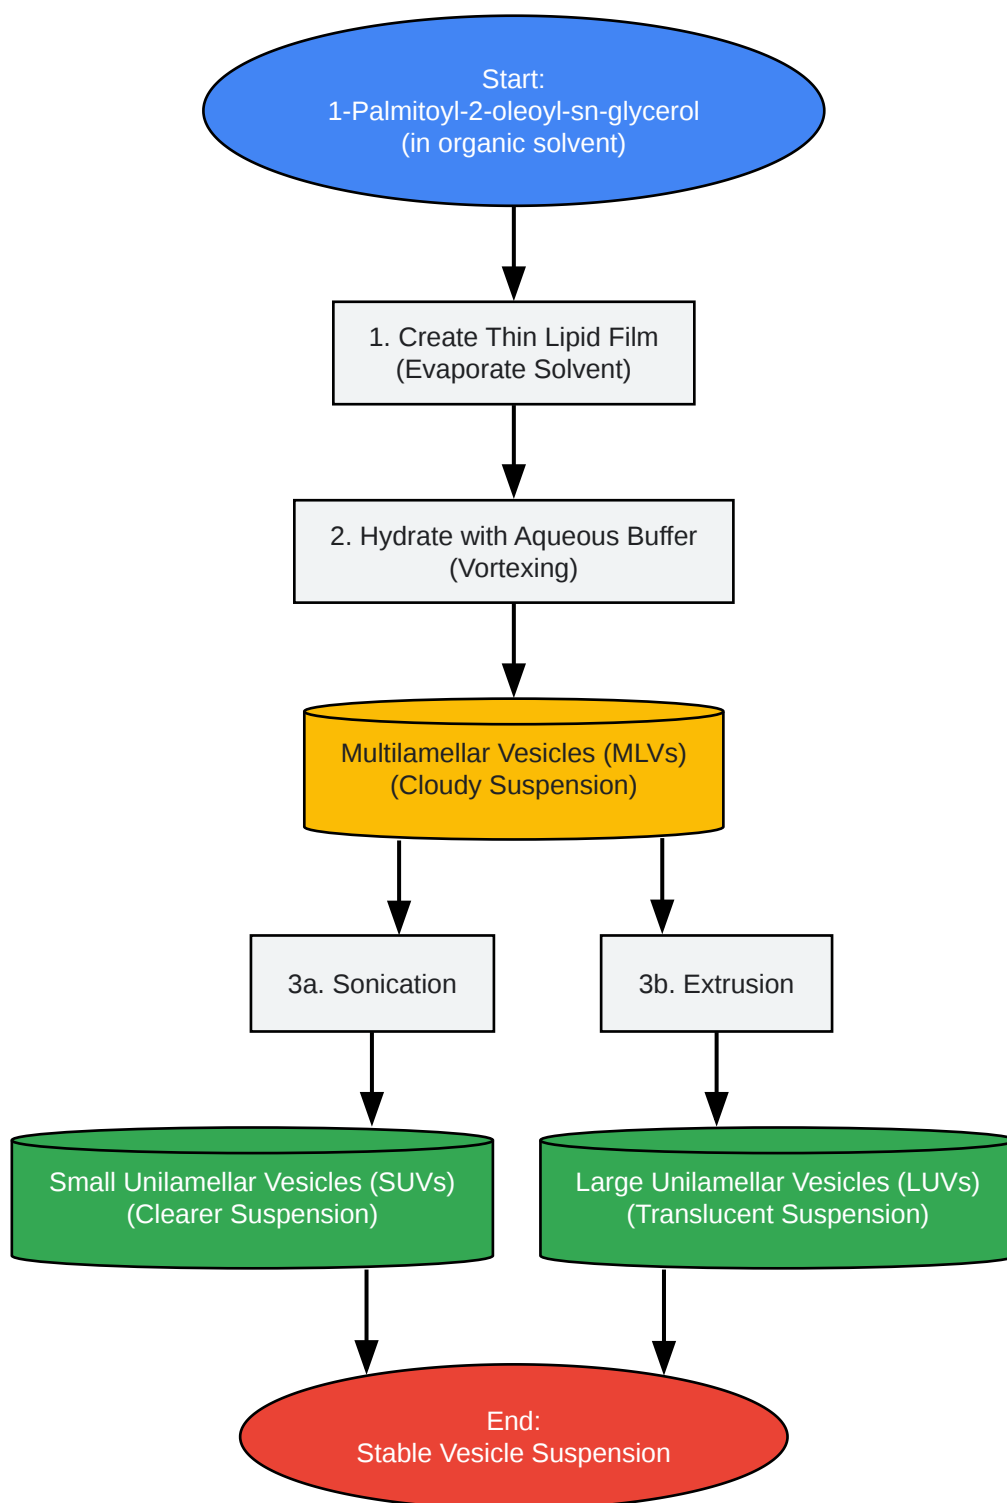 Start:
1-Palmitoyl-2-oleoyl-sn-glycerol
(in organic solvent)
1. Create Thin Lipid Film
(Evaporate Solvent)
2. Hydrate with Aqueous Buffer
(Vortexing)
Multilamellar Vesicles (MLVs)
(Cloudy Suspension)
3a. Sonication
3b. Extrusion
Small Unilamellar Vesicles (SUVs)
(Clearer Suspension)
Large Unilamellar Vesicles (LUVs)
(Translucent Suspension)
End:
Stable Vesicle Suspension